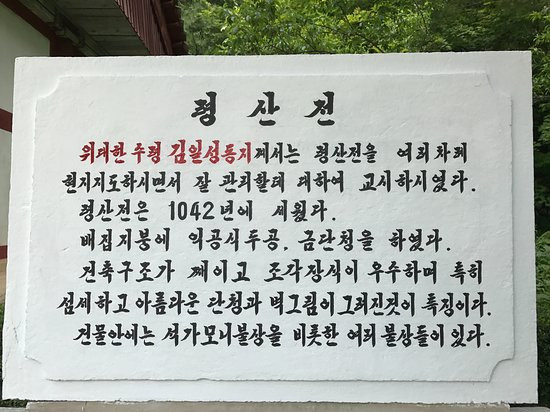 령산전
위대한 수령 김일성동지께서는 령산전을 여러차례
현지지도하시면서 잘 관리할데 대하여 교시하시였다.
령산전은 1042년에 세웠다.
배집지붕에 익공식두공, 금단청을 하였다.
건축구조가 째이고 조각장식이 우수하며 특히
섬세하고 아름다운 단청과 벽그림이 그려진것이 특징이다.
건물안에는 석가모니불상을 비롯한 여러 불상들이 있다.